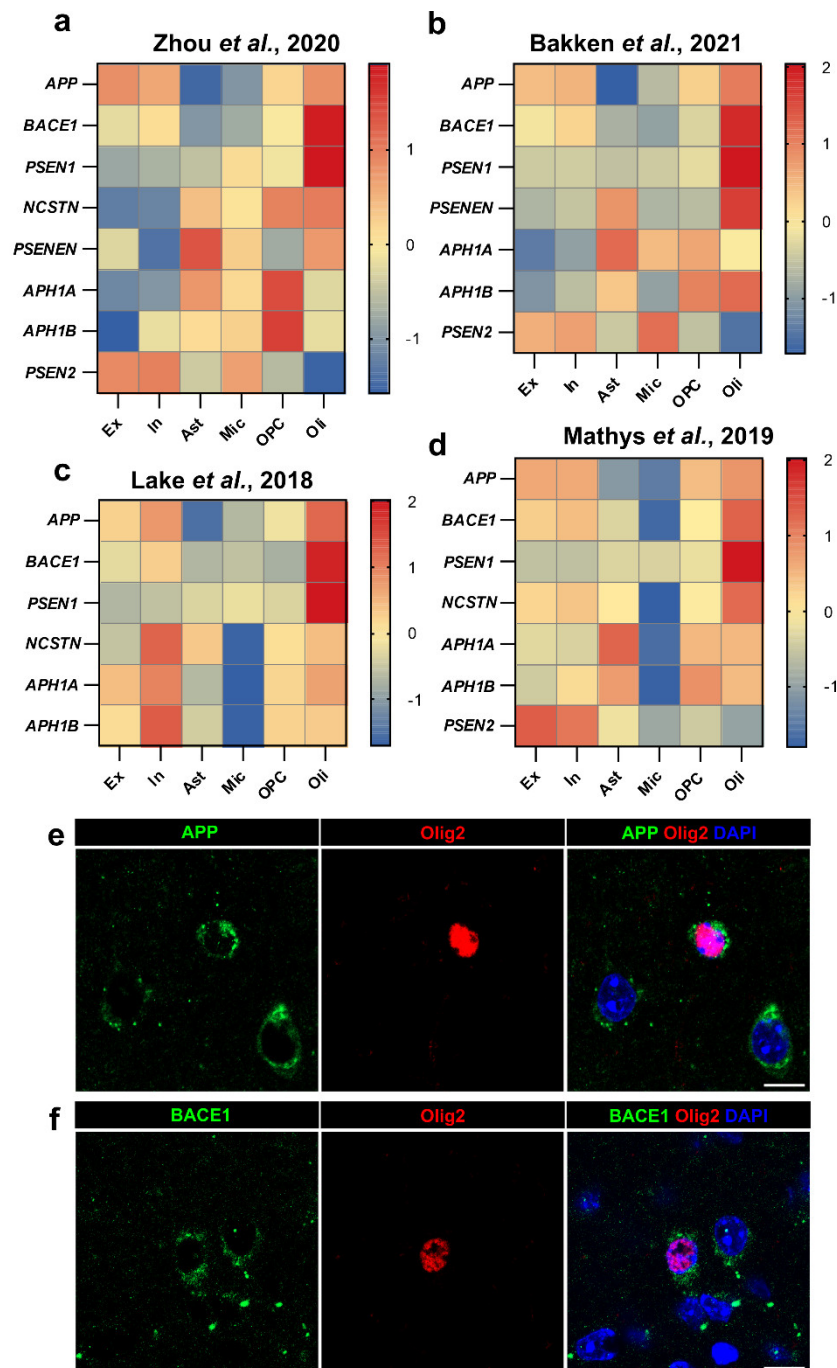 a
Zhou et al., 2020
APP
BACE1
PSEN1
NCSTN
PSENEN
APH1A
APH1B
PSEN2
Ex In Ast Mic OPC Oli
1
0
-1
b
Bakken et al., 2021
APP
BACE1
PSEN1
PSENEN
APH1A
APH1B
PSEN2
Ex In Ast Mic OPC Oli
2
1
0
-1
c
Lake et al., 2018
APP
BACE1
PSEN1
NCSTN
APH1A
APH1B
Ex In Ast Mic OPC Oli
2
1
0
-1
d
Mathys et al., 2019
APP
BACE1
PSEN1
NCSTN
APH1A
APH1B
PSEN2
Ex In Ast Mic OPC Oli
2
1
0
-1
e
APP
Olig2
APP Olig2 DAPI
f
BACE1
Olig2
BACE1 Olig2 DAPI